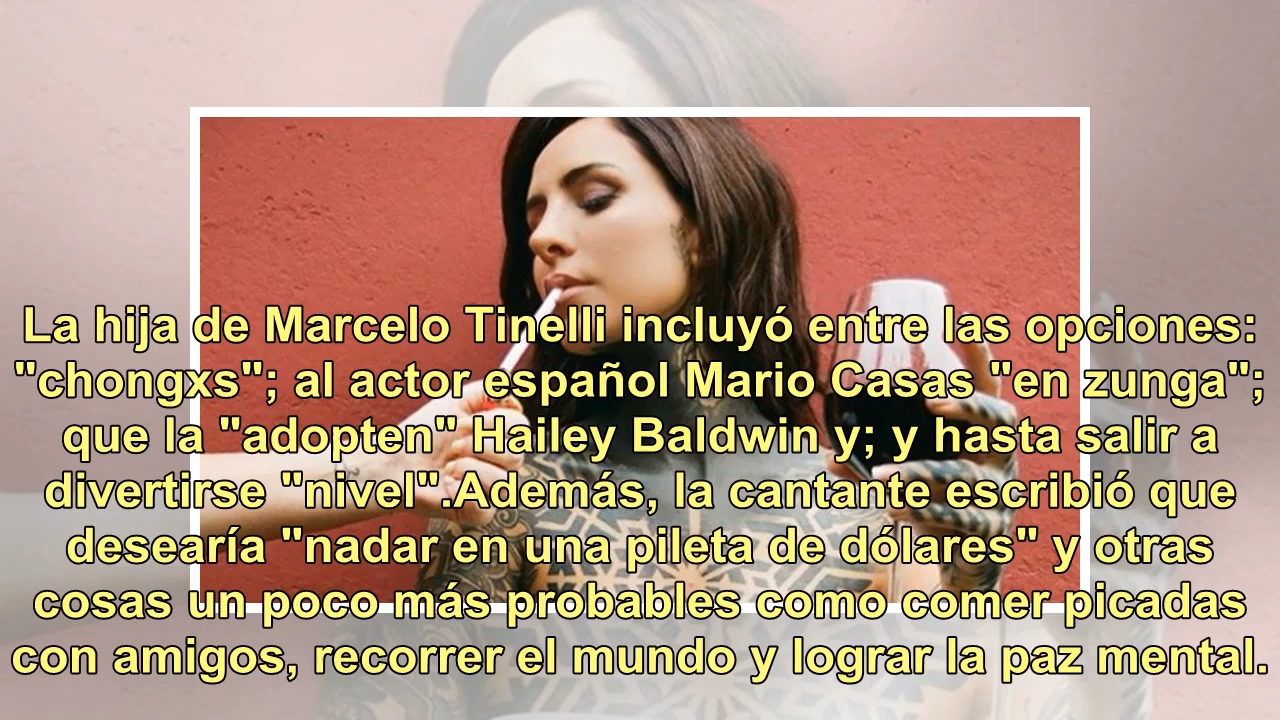 La hija de Marcelo Tinelli incluyó entre las opciones:
"chongxs"; al actor español Mario Casas "en zunga";
que la "adopten" Hailey Baldwin y; y hasta salir a
divertirse "nivel".Además, la cantante escribió que
desearía "nadar en una pileta de dólares" y otras
cosas un poco más probables como comer picadas
con amigos, recorrer el mundo y lograr la paz mental.